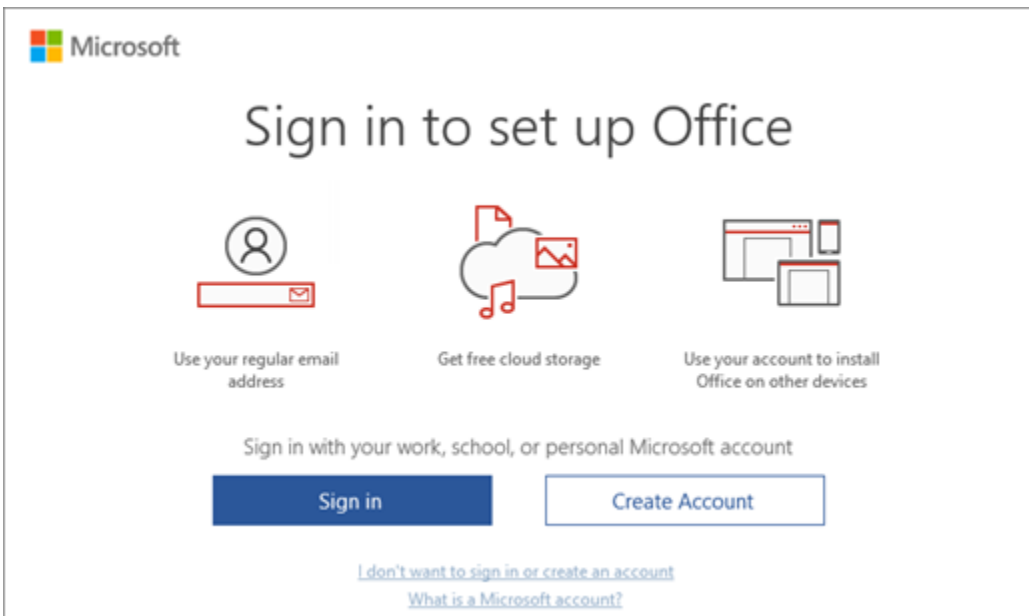 Microsoft
Sign in to set up Office
Use your regular email
address
Get free cloud storage
Use your account to install
Office on other devices
Sign in with your work, school, or personal Microsoft account
Sign in
Create Account
I don't want to sign in or create an account
What is a Microsoft account?